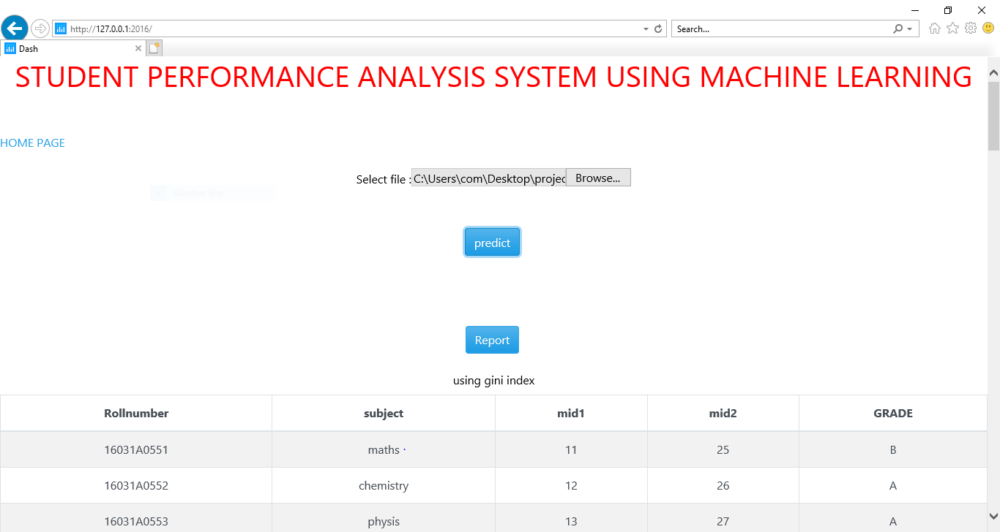 http://127.0.0.1:2016/
Search...
Dash
STUDENT PERFORMANCE ANALYSIS SYSTEM USING MACHINE LEARNING
HOME PAGE
Select file : C:\Users\com\Desktop\projec Browse...
Window Snip
predict
Report
using gini index
Rollnumber subject mid1 mid2 GRADE
16031A0551 maths 11 25 B
16031A0552 chemistry 12 26 A
16031A0553 physis 13 27 A